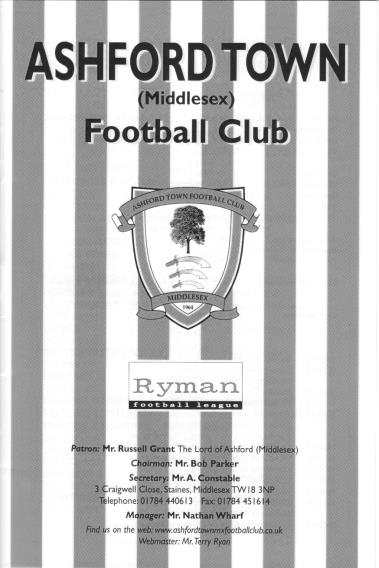 ASHFORD TOWN
(Middlesex)
Football Club
ASHFORD TOWN FOOTBALL CLUB
MIDDLESEX
1964
Ryman
football league
Patron: Mr. Russell Grant The Lord of Ashford (Middlesex)
Chairman: Mr. Bob Parker
Secretary: Mr. A. Constable
3 Craigwell Close, Staines, Middlesex TW18 3NP
Telephone: 01784 440613 Fax: 01784 451614
Manager: Mr. Nathan Wharf
Find us on the web: www.ashfordtownmxfootballclub.co.uk
Webmaster: Mr. Terry Ryan